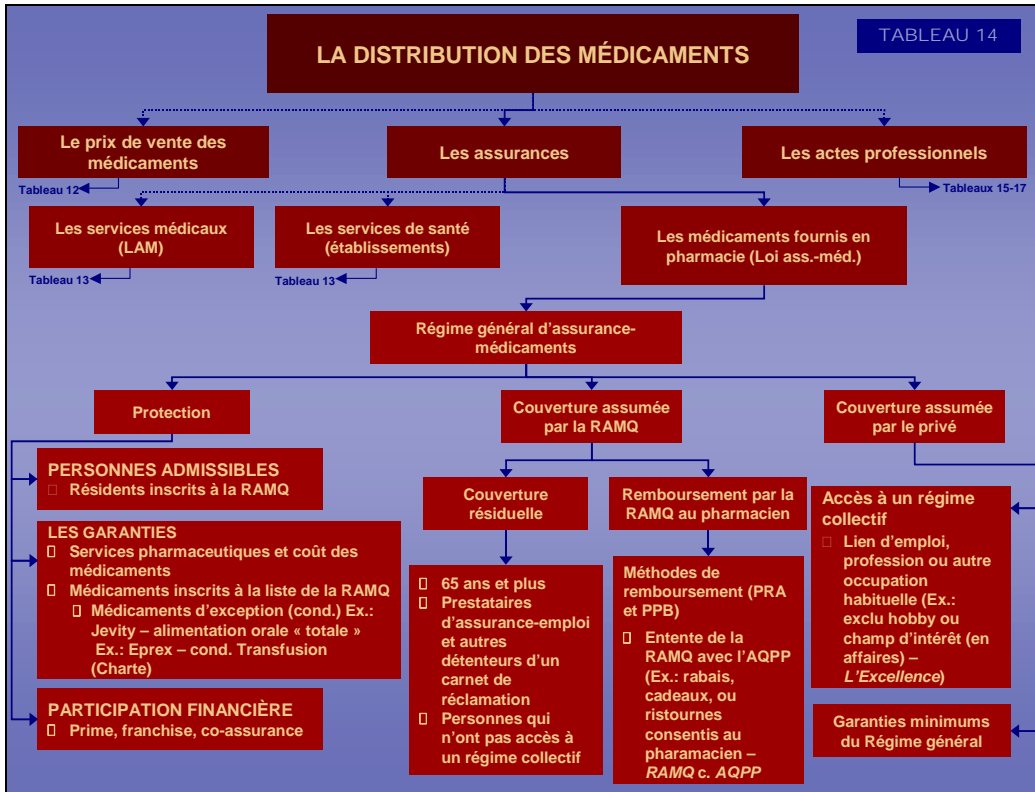 TABLEAU 14
LA DISTRIBUTION DES MÉDICAMENTS
Le prix de vente des
médicaments
Les assurances
Les actes professionnels
Tableau 12
Tableaux 15-17
Les services médicaux
(LAM)
Les services de santé
(établissements)
Les médicaments fournis en
pharmacie (Loi ass.-méd.)
Tableau 13
Tableau 13
Régime général d'assurance-
médicaments
Protection
Couverture assumée
par la RAMQ
Couverture assumée
par le privé
PERSONNES ADMISSIBLES
Résidents inscrits à la RAMQ
LES GARANTIES
Services pharmaceutiques et coût des
médicaments
Médicaments inscrits à la liste de la RAMQ
Médicaments d'exception (cond.) Ex.:
Jevity – alimentation orale « totale »
Ex.: Eprex – cond. Transfusion
(Charte)
PARTICIPATION FINANCIÈRE
Prime, franchise, co-assurance
Couverture
résiduelle
65 ans et plus
Prestataires
d'assurance-emploi
et autres
détenteurs d'un
carnet de
réclamation
Personnes qui
n'ont pas accès à
un régime collectif
Remboursement par la
RAMQ au pharmacien
Méthodes de
remboursement (PRA
et PPB)
Entente de la
RAMQ avec l'AQPP
(Ex.: rabais,
cadeaux, ou
ristournes
consentis au
pharamacien –
RAMQ c. AQPP
Accès à un régime
collectif
Lien d'emploi,
profession ou autre
occupation
habituelle (Ex.:
exclu hobby ou
champ d'intérêt (en
affaires) –
L'Excellence)
Garanties minimums
du Régime général